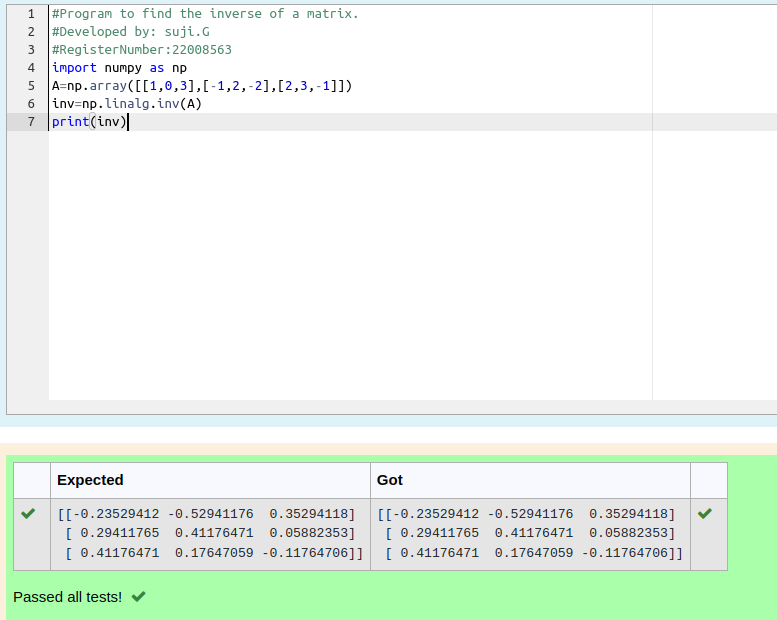 1 #Program to find the inverse of a matrix.
2 #Developed by: suji.G
3 #RegisterNumber:22008563
4 import numpy as np
5 A=np.array([[1,0,3],[-1,2,-2],[2,3,-1]])
6 inv=np.linalg.inv(A)
7 print(inv)
Expected Got
[[-0.23529412 -0.52941176  0.35294118] [[-0.23529412 -0.52941176  0.35294118]
[ 0.29411765  0.41176471  0.05882353] [ 0.29411765  0.41176471  0.05882353]
[ 0.41176471  0.17647059 -0.11764706]] [ 0.41176471  0.17647059 -0.11764706]]
Passed all tests!